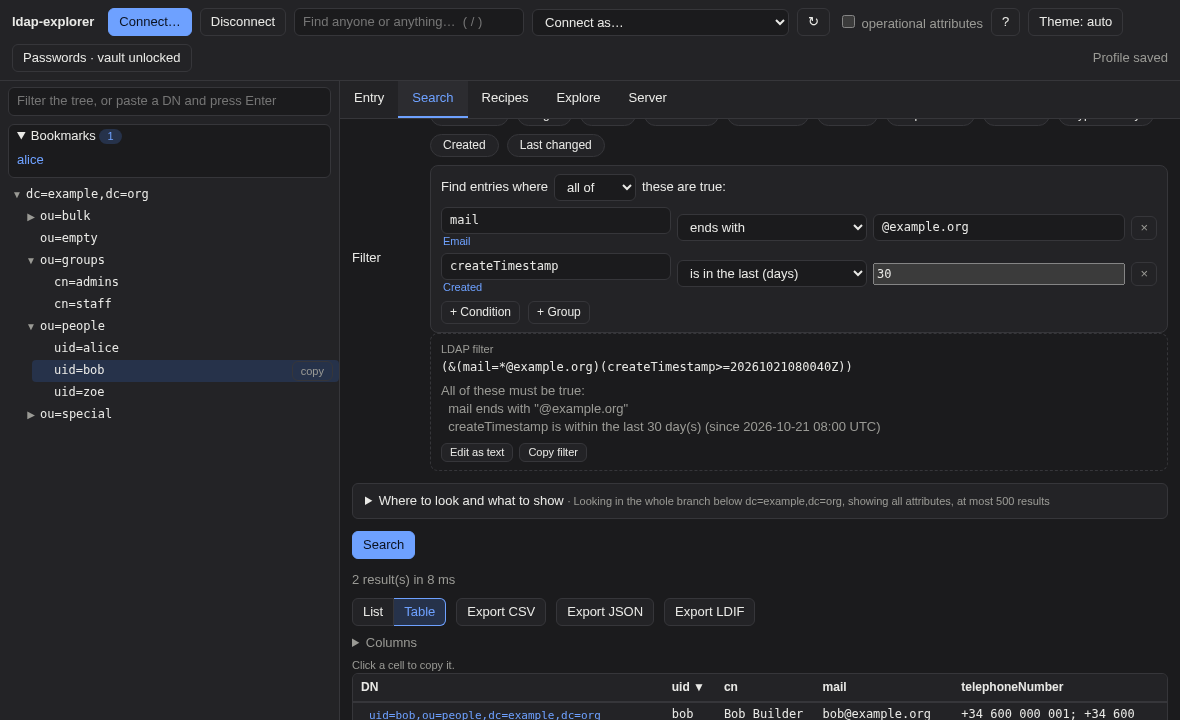 ldap-explorer Connect… Disconnect Find anyone or anything… ( / ) Connect as… ↻ operational attributes ? Theme: auto
Passwords · vault unlocked Profile saved
Filter the tree, or paste a DN and press Enter
Bookmarks 1
alice
dc=example,dc=org
ou=bulk
ou=empty
ou=groups
cn=admins
cn=staff
ou=people
uid=alice
uid=bob copy
uid=zoe
ou=special
Entry Search Recipes Explore Server
Created Last changed
Filter
Find entries where all of these are true:
mail ends with @example.org ×
Email
createTimestamp is in the last (days) 30 ×
Created
+ Condition + Group
LDAP filter
(&(mail=*@example.org)(createTimestamp>=20261021080040Z))
All of these must be true:
mail ends with "@example.org"
createTimestamp is within the last 30 day(s) (since 2026-10-21 08:00 UTC)
Edit as text Copy filter
Where to look and what to show · Looking in the whole branch below dc=example,dc=org, showing all attributes, at most 500 results
Search
2 result(s) in 8 ms
List Table Export CSV Export JSON Export LDIF
Columns
Click a cell to copy it.
DN uid ▼ cn mail telephoneNumber
uid=bob,ou=people,dc=example,dc=org bob Bob Builder bob@example.org +34 600 000 001; +34 600